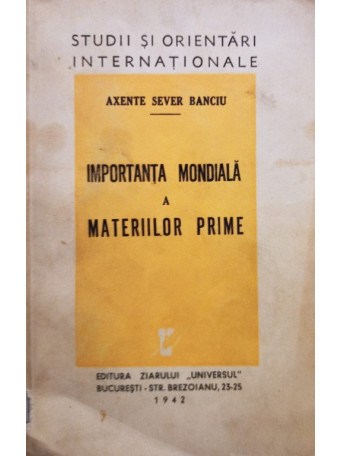 STUDII ȘI ORIENTĂRI
INTERNAȚIONALE
AXENTE SEVER BANCIU
IMPORTANȚA MONDIALĂ
A
MATERIILOR PRIME
EDITURA ZIARULUI „UNIVERSUL"
BUCUREȘTI - STR. BREZOIANU, 23-25
1942